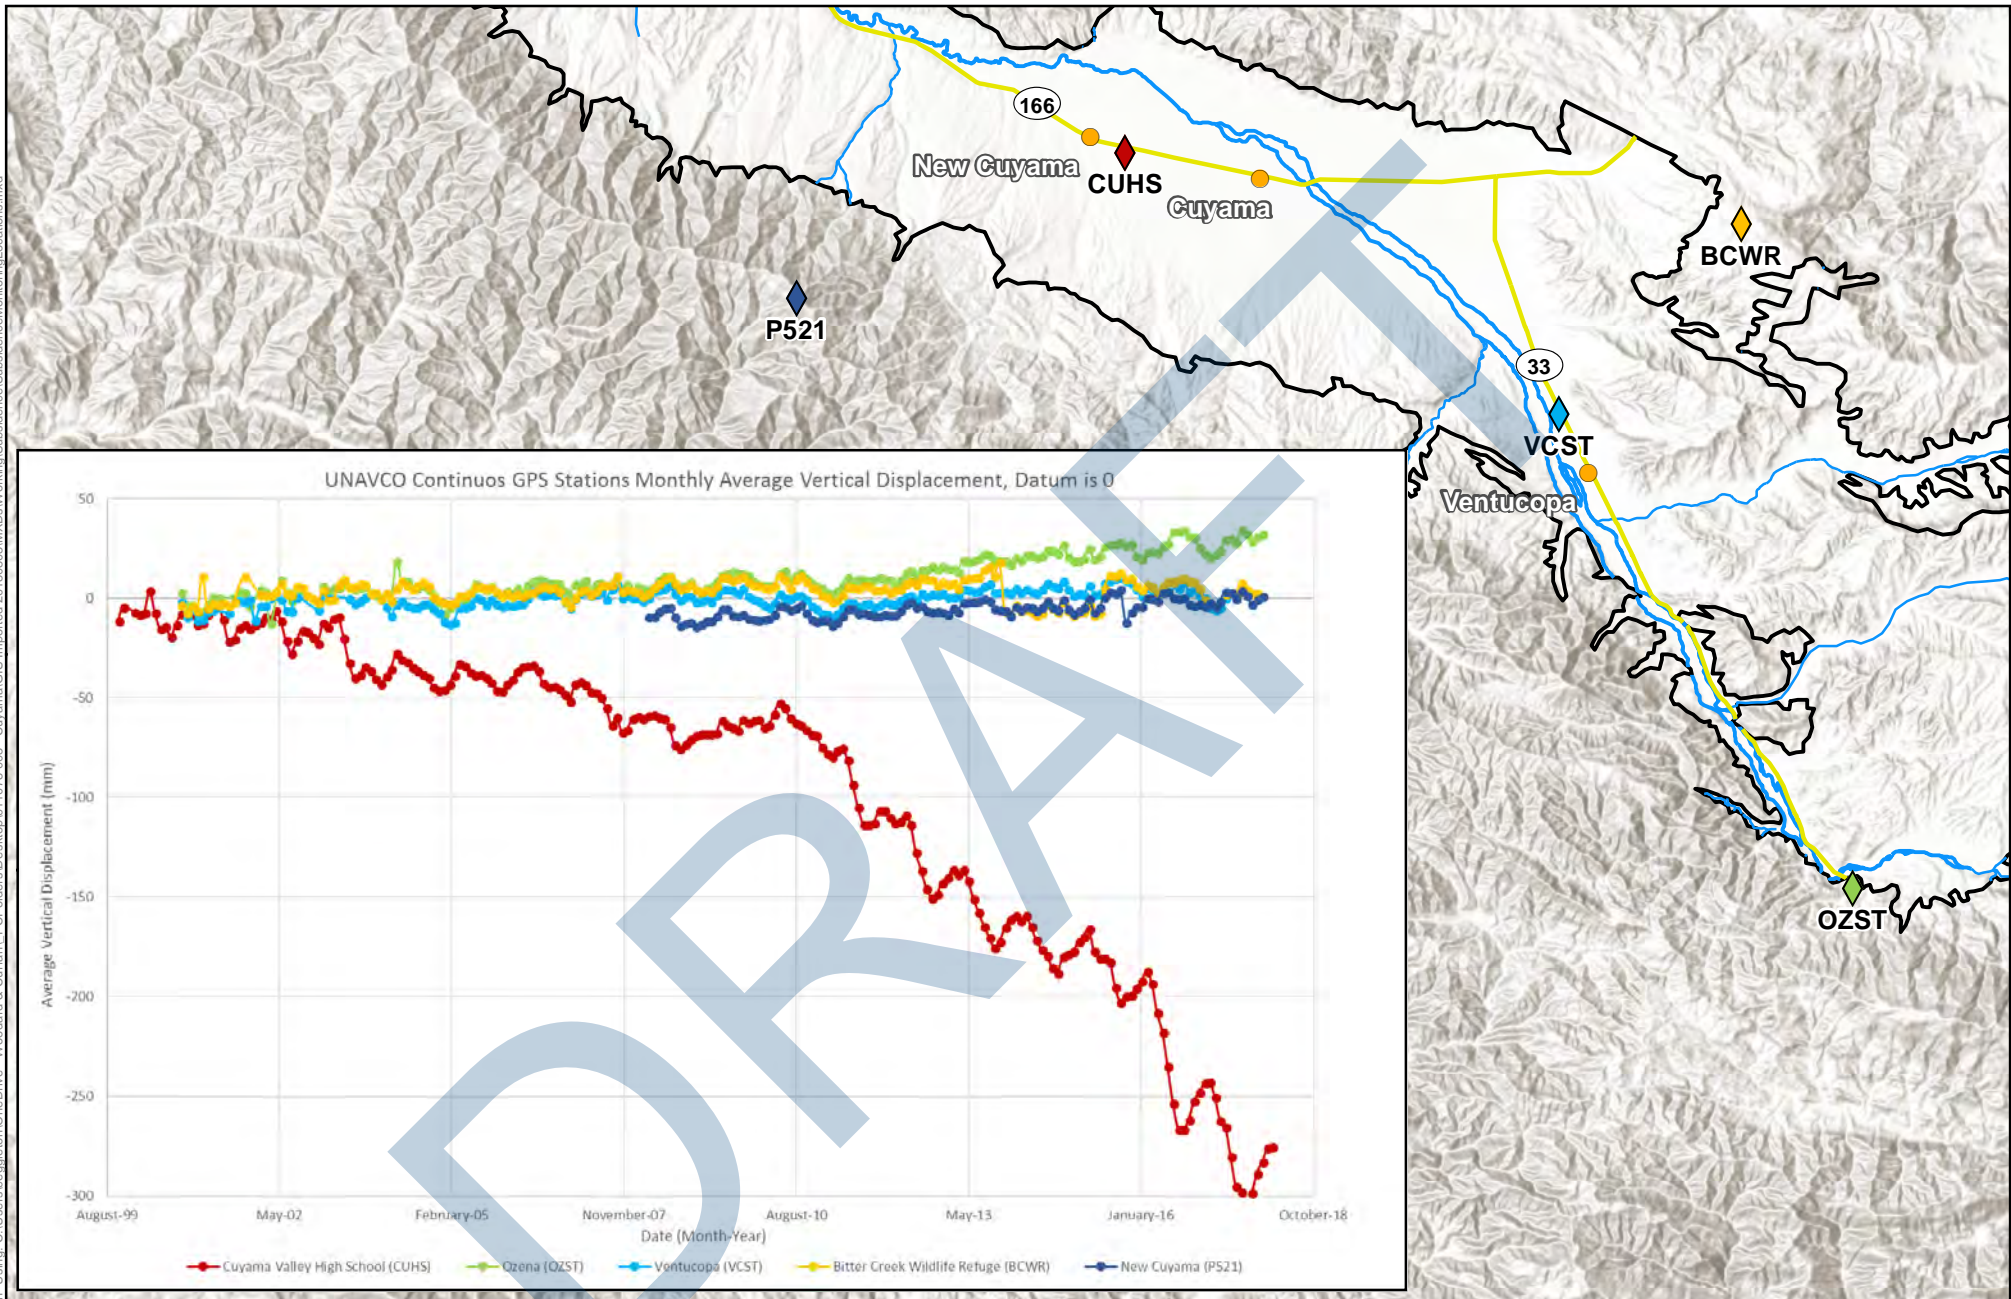 166
New Cuyama
CUHS
Cuyama
BCWR
P521
33
VCST
Ventucopa
OZST
UNAVCO Continuos GPS Stations Monthly Average Vertical Displacement, Datum is 0
50
0
-50
-100
-150
-200
-250
-300
Average Vertical Displacement (mm)
August-99 May-02 February-05 November-07 August-10 May-13 January-16 October-18
Date (Month-Year)
Cuyama Valley High School (CUHS) Ozena (OZST) Ventucopa (VCST) Bitter Creek Wildlife Refuge (BCWR) New Cuyama (P521)
DRAFT